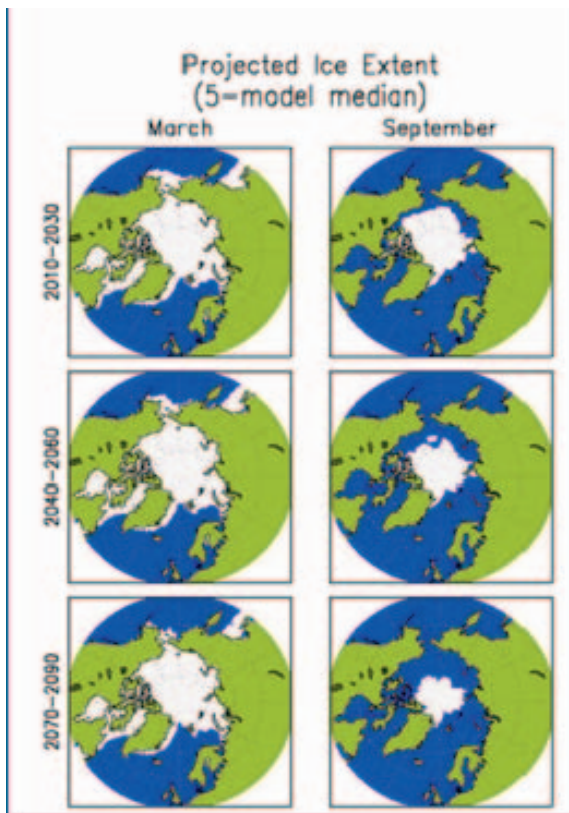 Projected Ice Extent
(5-model median)
March
September
2010-2030
2040-2060
2070-2090